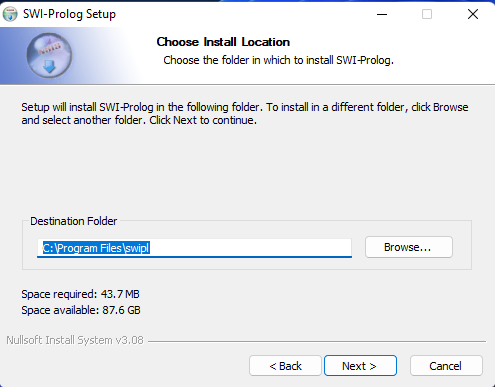 SWI-Prolog Setup
Choose Install Location
Choose the folder in which to install SWI-Prolog.
Setup will install SWI-Prolog in the following folder. To install in a different folder, click Browse
and select another folder. Click Next to continue.
Destination Folder
C:\Program Files\swipl
Browse...
Space required: 43.7 MB
Space available: 87.6 GB
Nullsoft Install System v3.08
< Back
Next >
Cancel